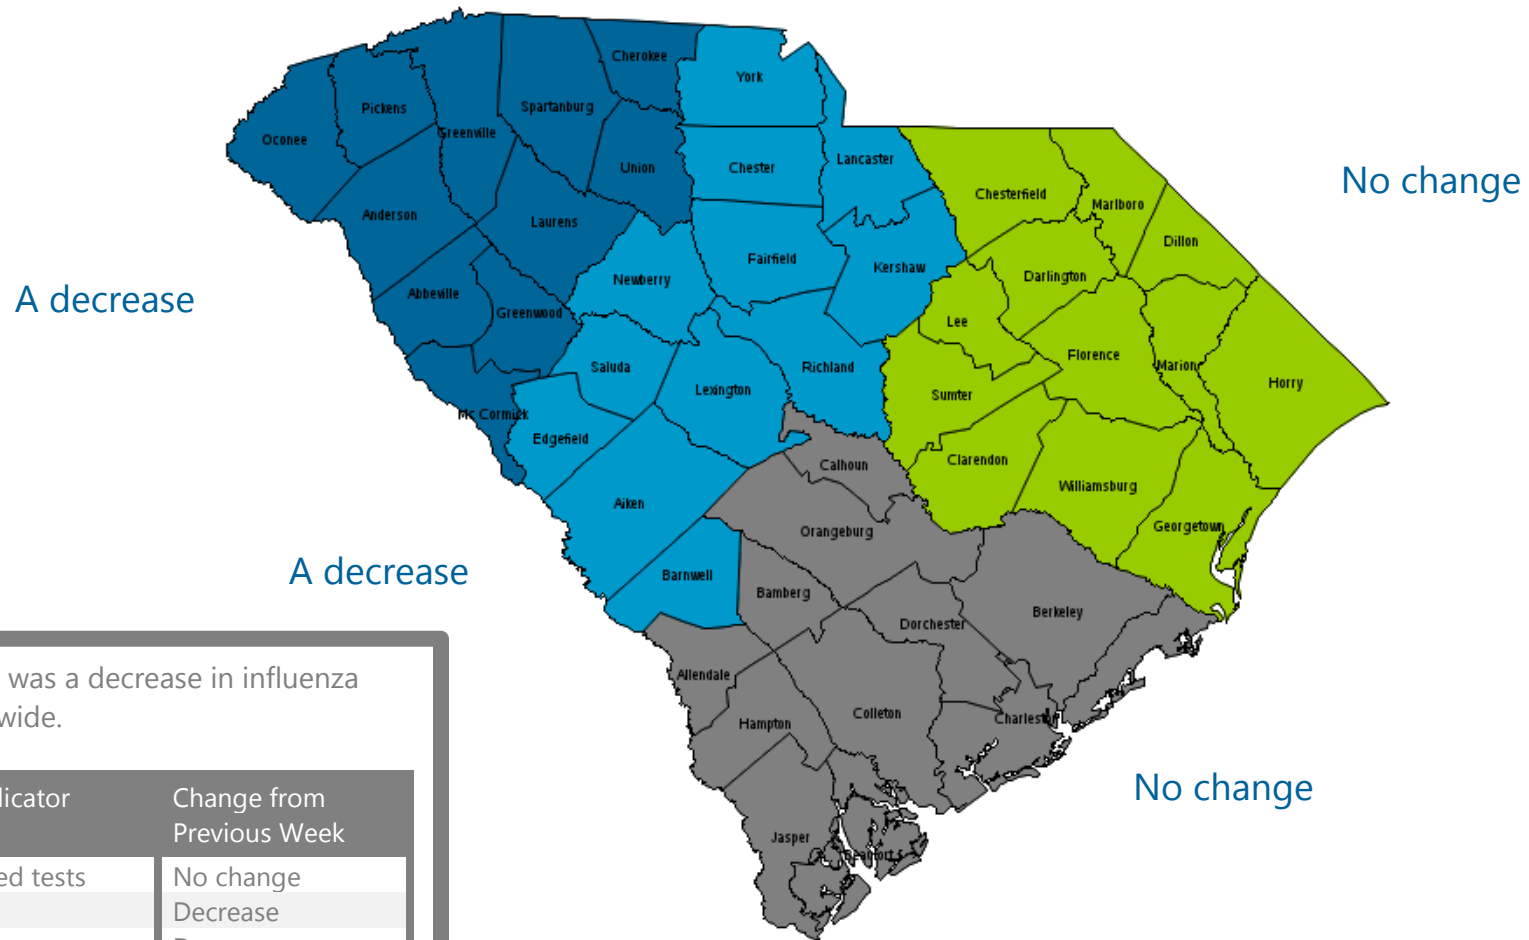 Cherokee
York
Pickens
Spartanburg
Greenville
Oconee
Union
Chester
Lancaster
Chesterfield
Marlboro
No change
Anderson
Laurens
Dillon
Fairfield
Kershaw
Newberry
Darlington
A decrease
Abbeville
Greenwood
Lee
Florence
Saluda
Richland
Marion
Horry
Lexington
Sumter
Mc Cormick
Edgefield
Calhoun
Clarendon
Williamsburg
Aiken
Orangeburg
Georgetown
A decrease
Barnwell
Bamberg
Berkeley
Dorchester
Allendale
Hampton
Colleton
Charlest
No change
Jasper
Beaufort
was a decrease in influenza
wide.
licator
Change from
Previous Week
ed tests
No change
Decrease